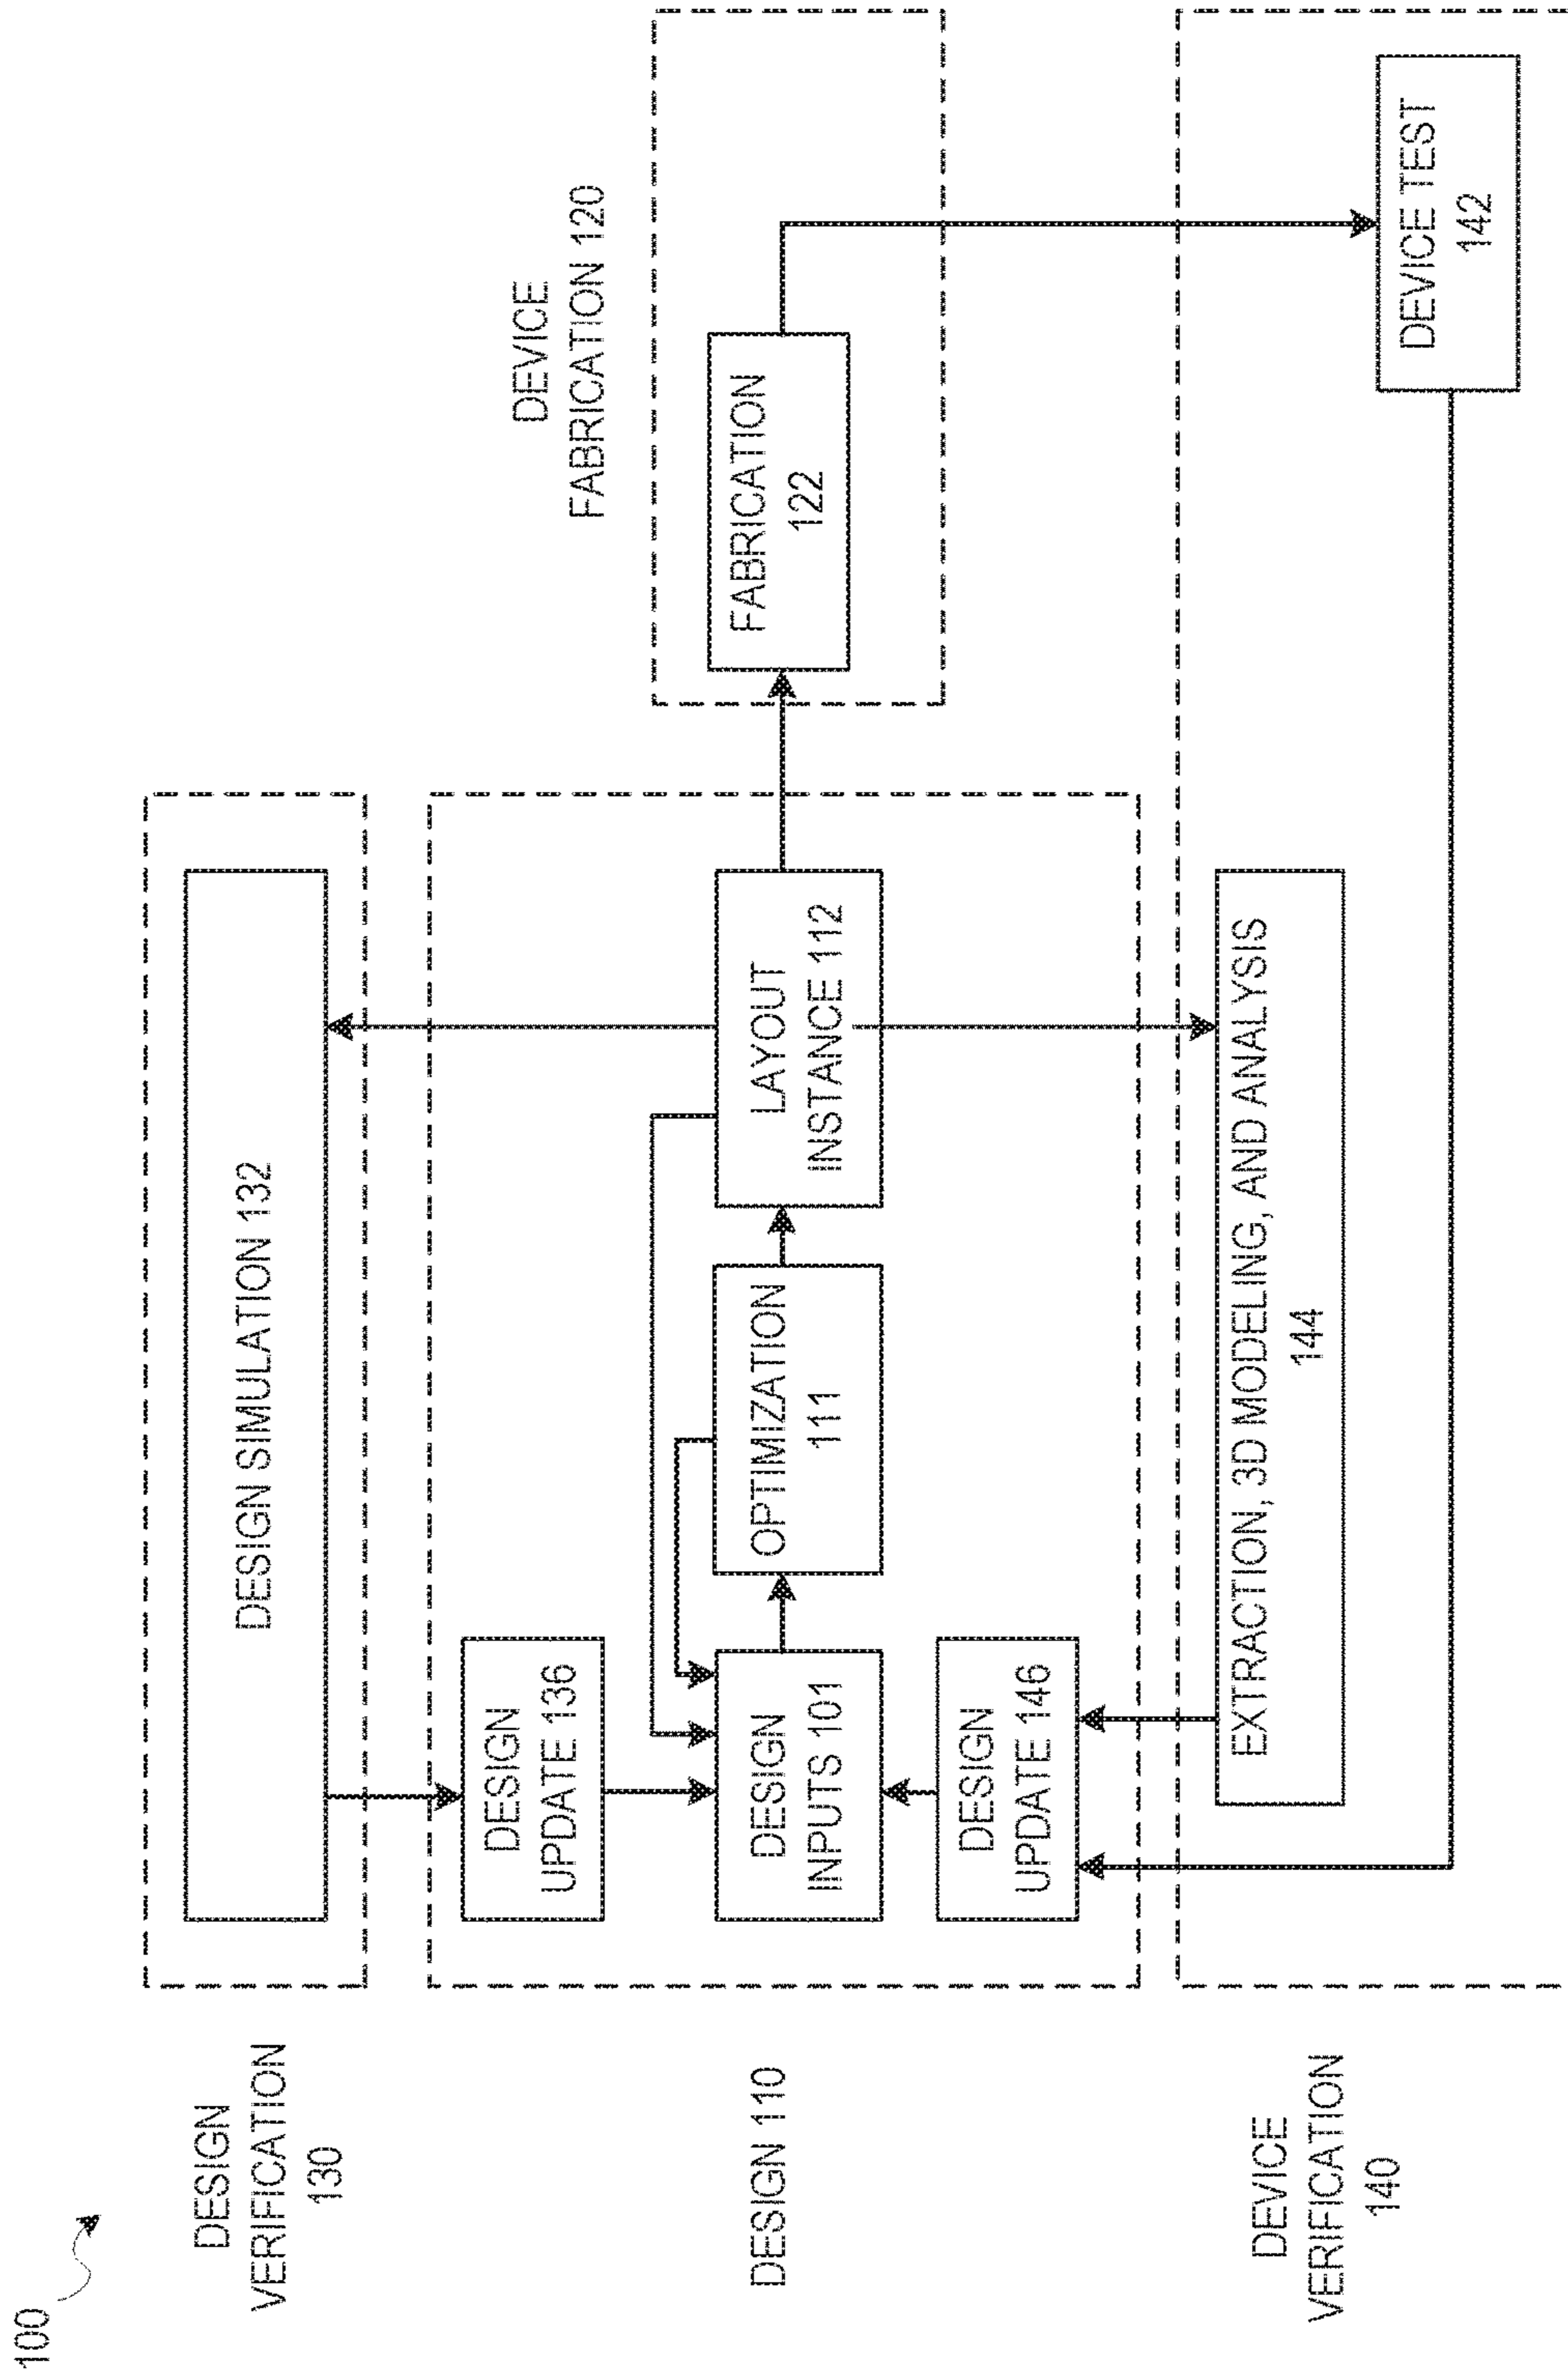 100
DESIGN
VERIFICATION
130
DESIGN SIMULATION 132
DESIGN 110
DESIGN
UPDATE 136
DESIGN
INPUTS 101
OPTIMIZATION
111
LAYOUT
INSTANCE 112
DESIGN
UPDATE 146
DEVICE
FABRICATION 120
FABRICATION
122
DEVICE
VERIFICATION
140
EXTRACTION, 3D MODELING, AND ANALYSIS
144
DEVICE TEST
142